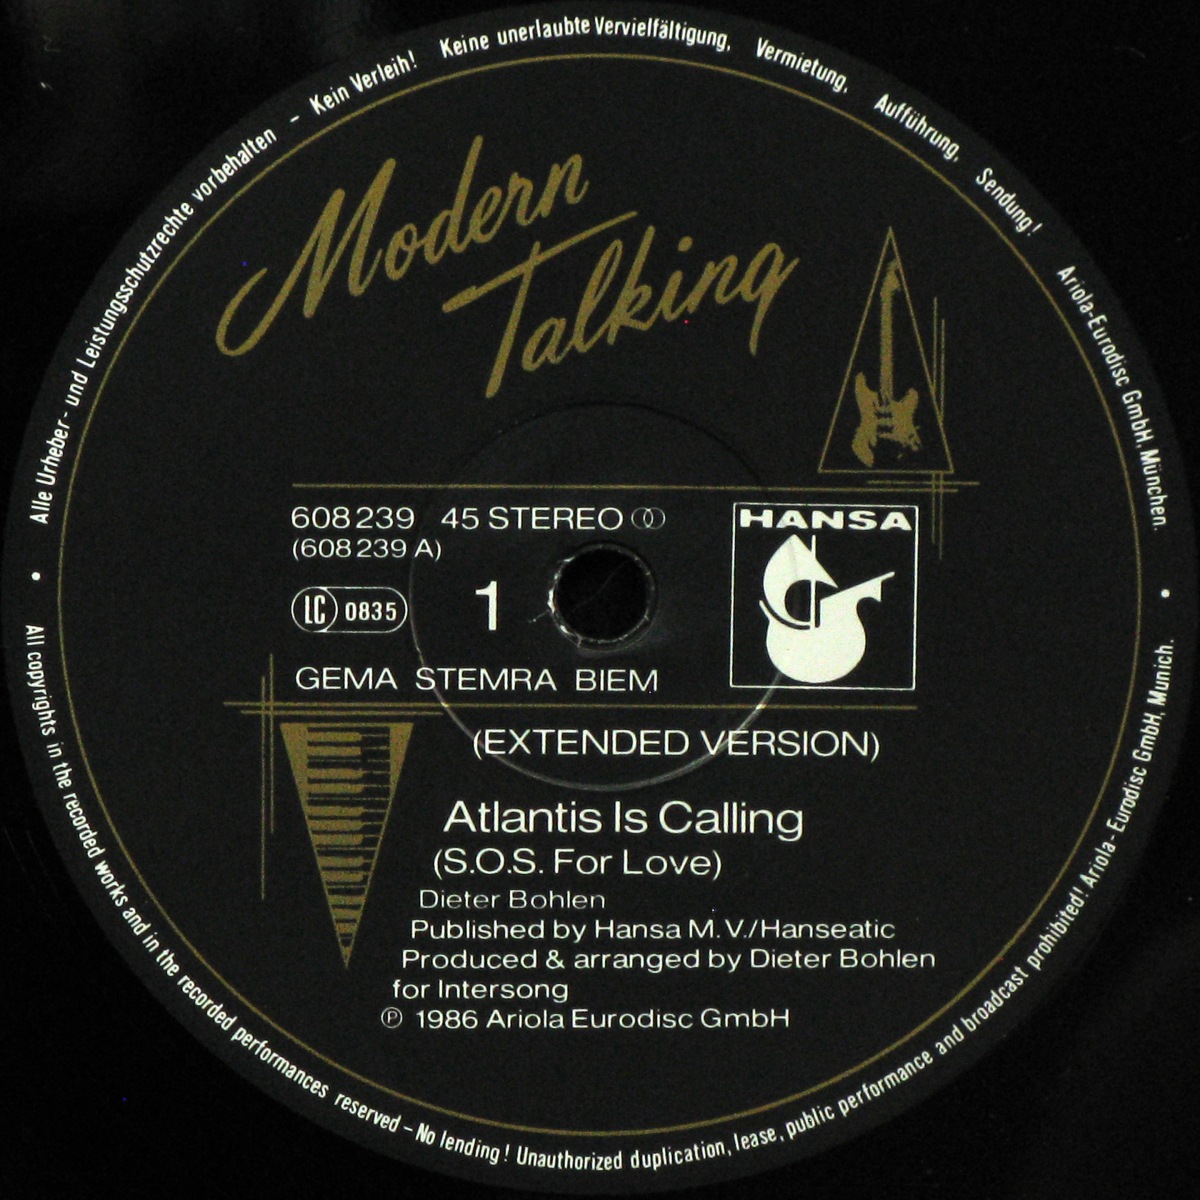 Alle Urheber- und Leistungsschutzrechte vorbehalten – Kein Verleih! Keine unerlaubte Vervielfältigung, Vermietung, Aufführung, Sendung! Ariola-Eurodisc GmbH, München.
Modern
Talking
608 239 45 STEREO
(608 239 A)
LC 0835
1
HANSA
GEMA STEMRA BIEM
(EXTENDED VERSION)
Atlantis Is Calling
(S.O.S. For Love)
Dieter Bohlen
Published by Hansa M.V./Hanseatic
Produced & arranged by Dieter Bohlen
for Intersong
℗ 1986 Ariola Eurodisc GmbH
All copyrights in the recorded works and in the recorded performances reserved – No lending! Unauthorized duplication, lease, public performance and broadcast prohibited! Ariola-Eurodisc GmbH, Munich.